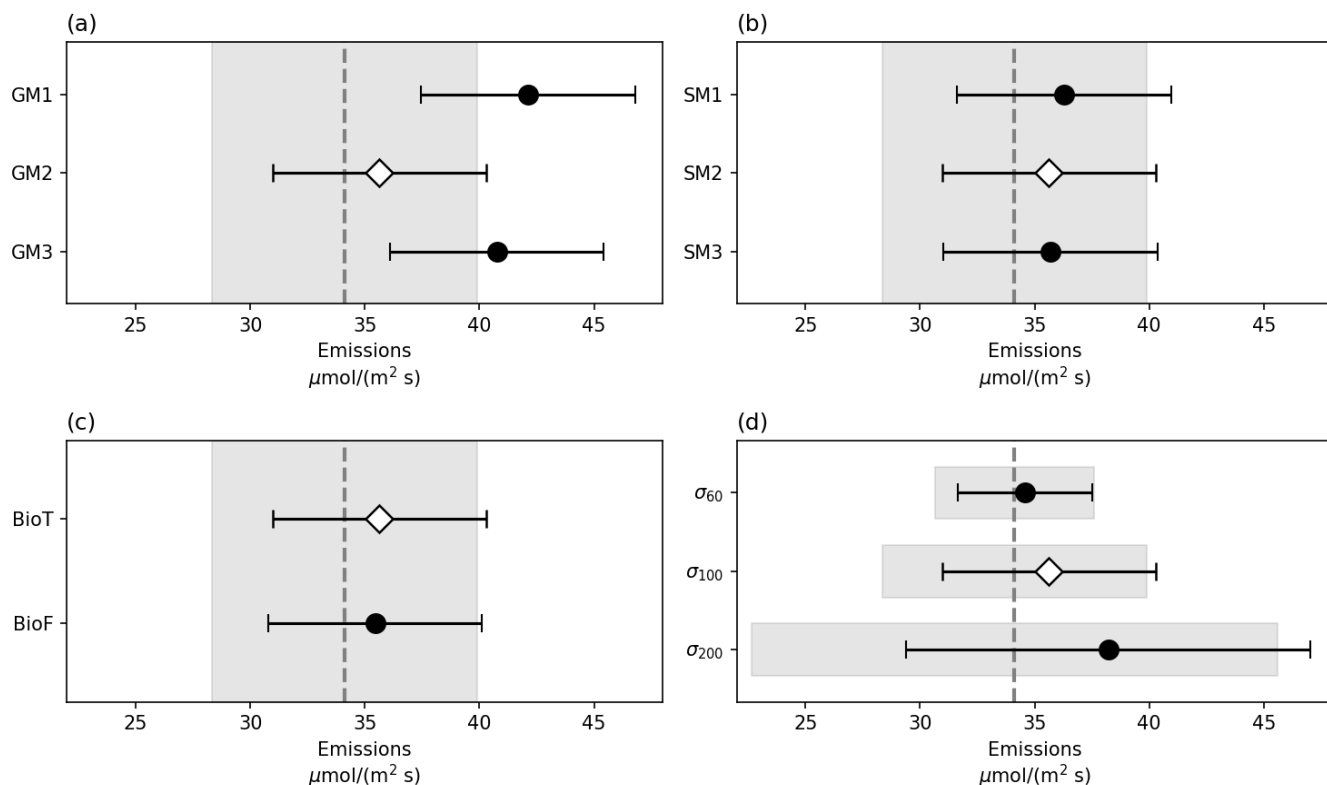 (a)
GM1
GM2
GM3
25 30 35 40 45
Emissions
μmol/(m² s)
(b)
SM1
SM2
SM3
25 30 35 40 45
Emissions
μmol/(m² s)
(c)
BioT
BioF
25 30 35 40 45
Emissions
μmol/(m² s)
(d)
σ₆₀
σ₁₀₀
σ₂₀₀
25 30 35 40 45
Emissions
μmol/(m² s)